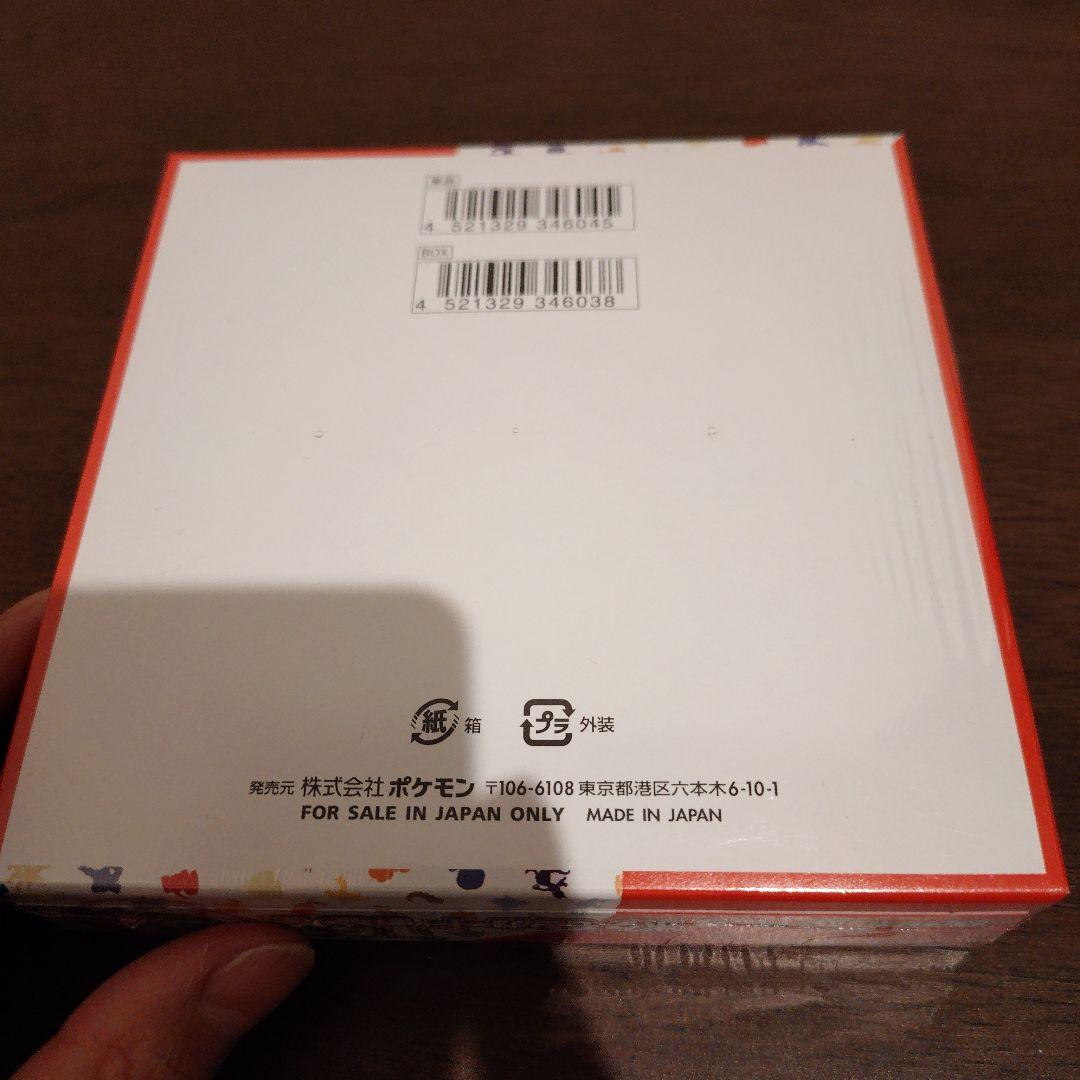 単品
4 521329 346045
BOX
4 521329 346038
紙 箱 プラ 外装
発売元 株式会社 ポケモン 〒106-6108 東京都港区六本木6-10-1
FOR SALE IN JAPAN ONLY MADE IN JAPAN